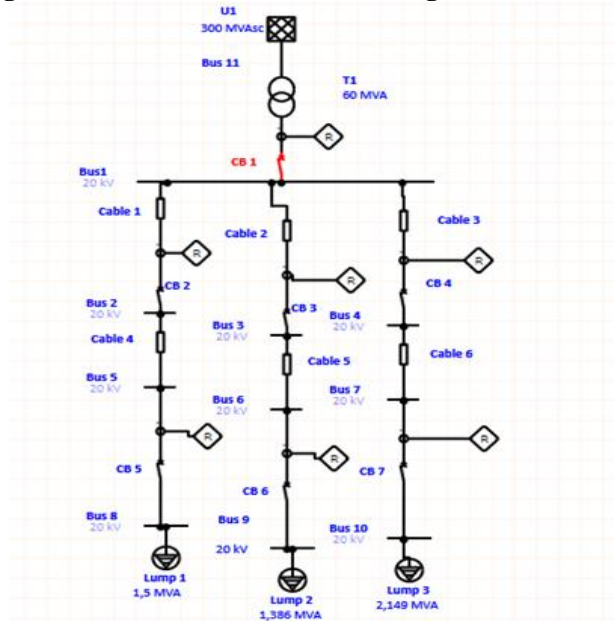 U1
300 MVAsc
Bus 11
T1
60 MVA
R
CB 1
Bus1
20 kV
Cable 1
Cable 2
Cable 3
R
R
R
CB 2
CB 3
CB 4
Bus 2
20 kV
Bus 3
20 kV
Bus 4
20 kV
Cable 4
Cable 5
Cable 6
Bus 5
20 kV
Bus 6
20 kV
Bus 7
20 kV
R
R
R
CB 5
CB 6
CB 7
Bus 8
20 kV
Bus 9
20 kV
Bus 10
20 kV
Lump 1
1,5 MVA
Lump 2
1,386 MVA
Lump 3
2,149 MVA